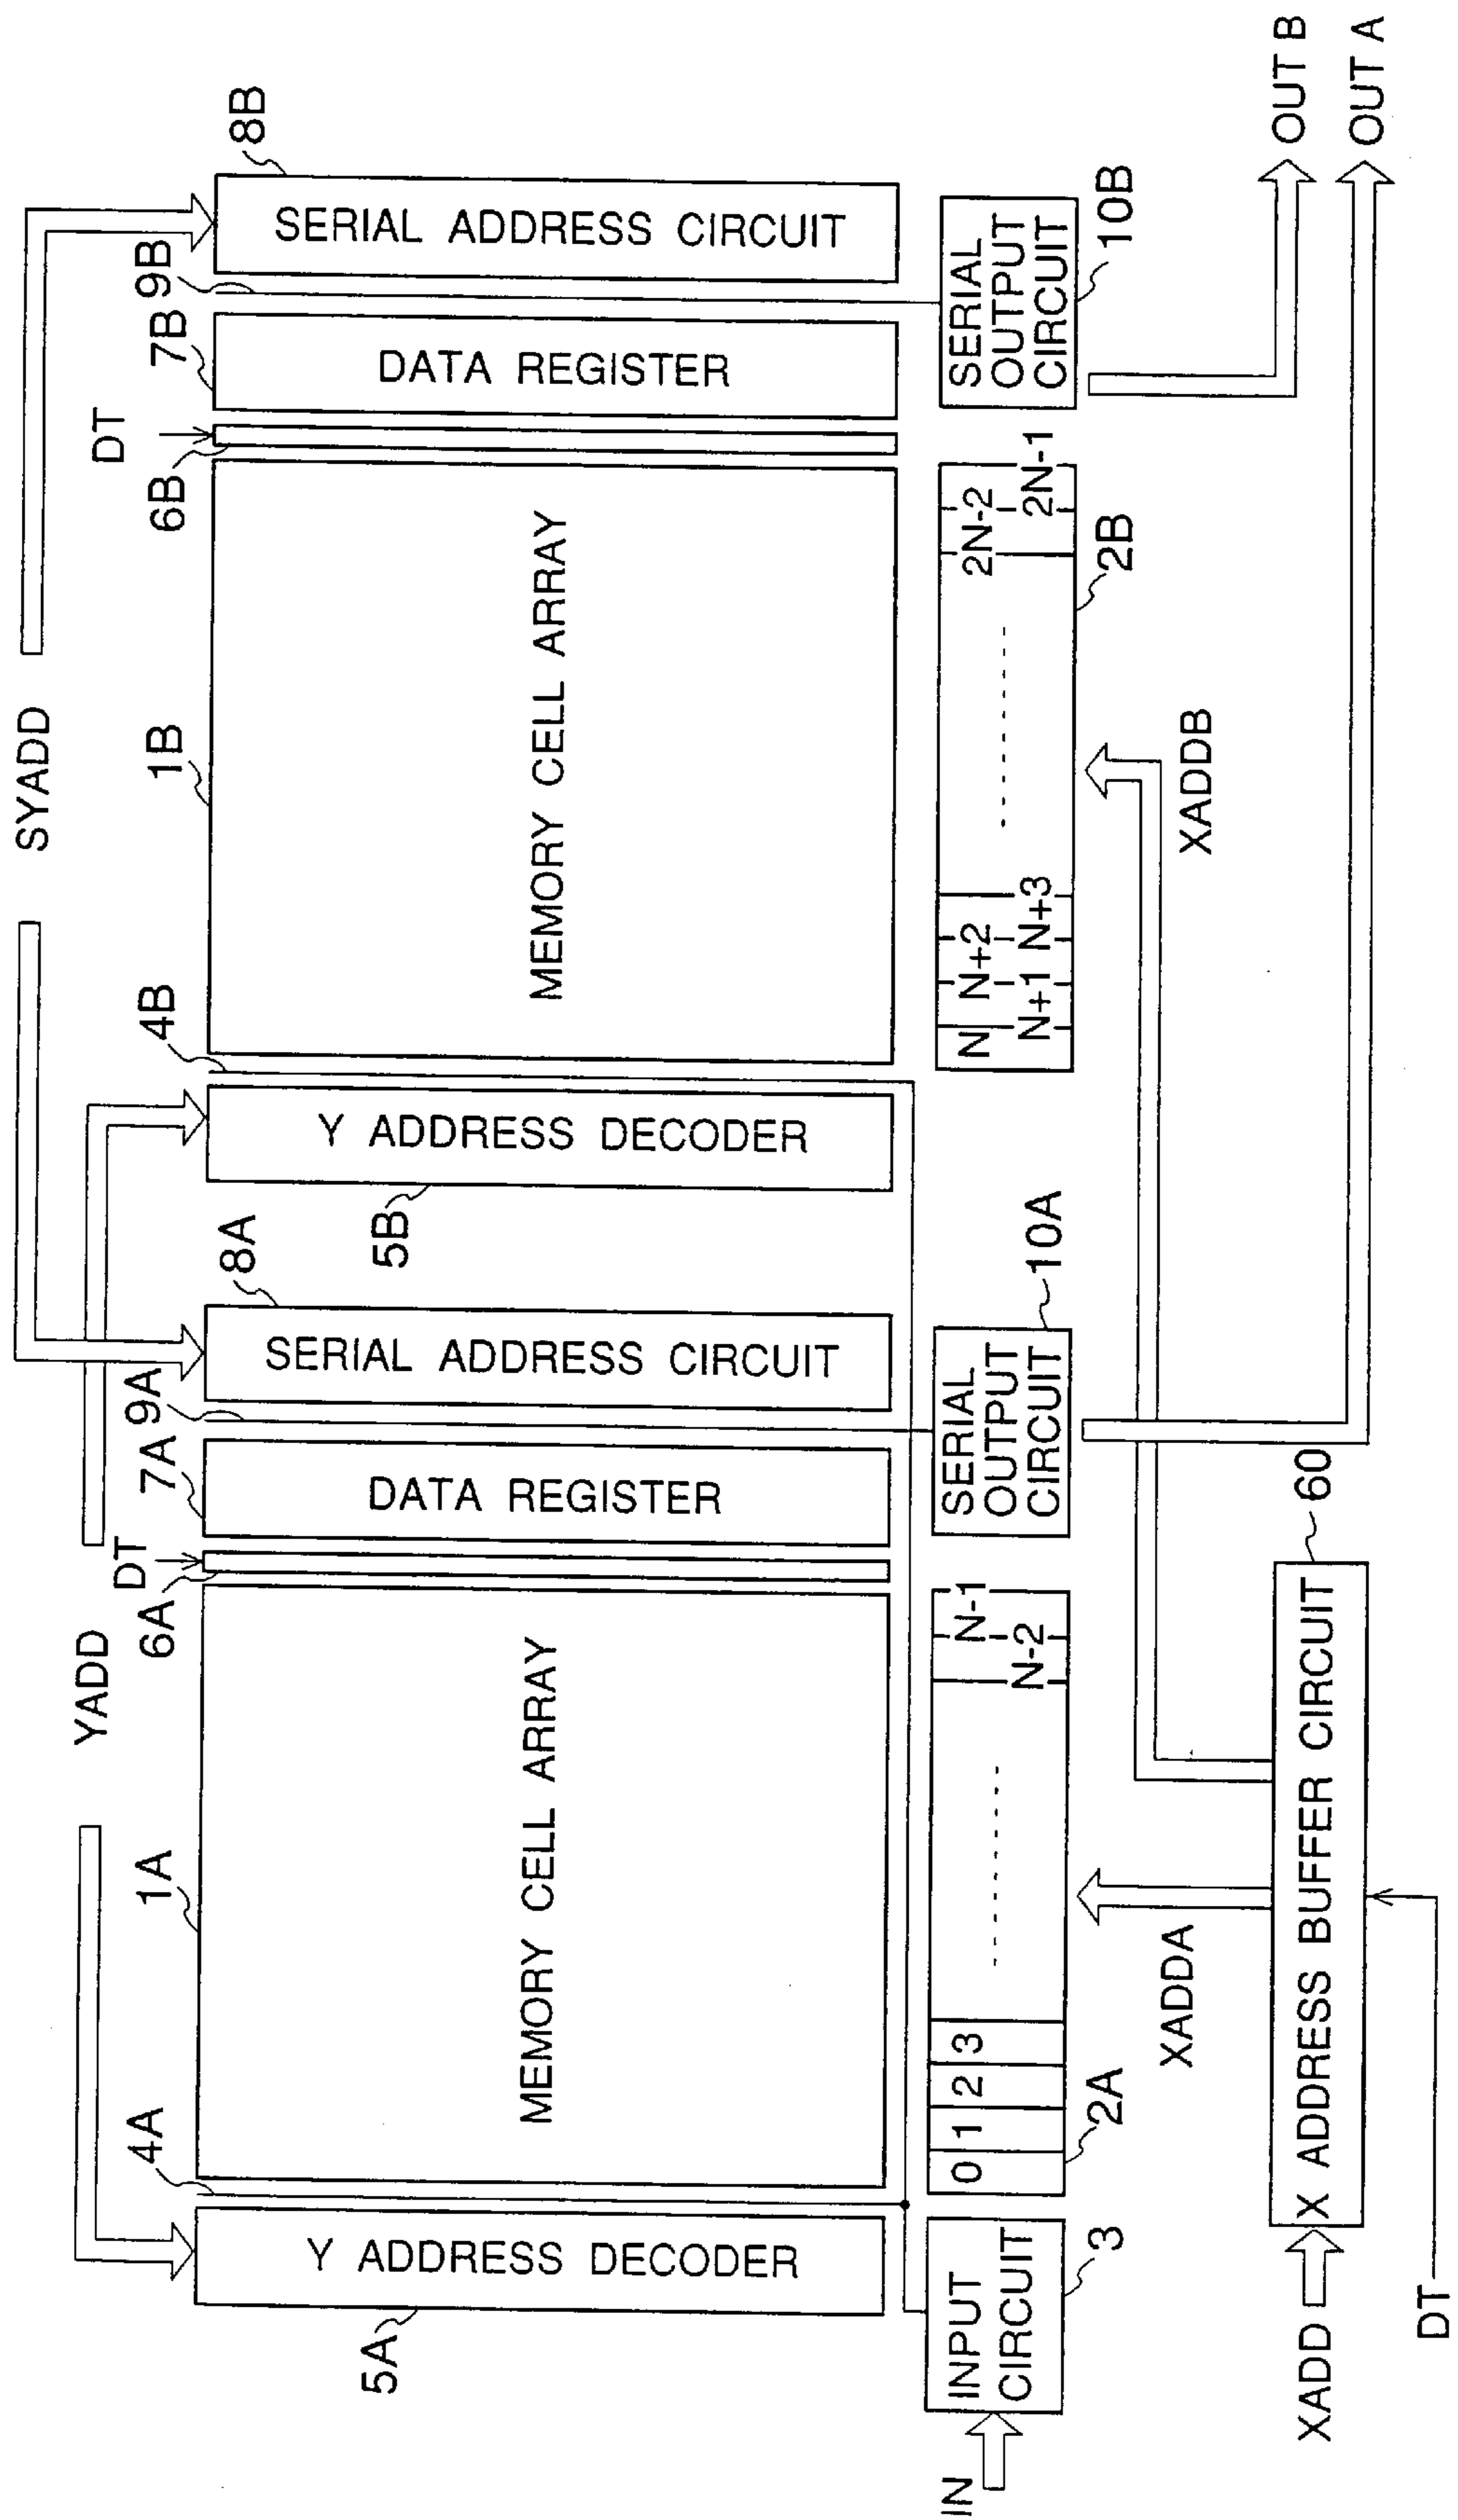 SYADD
YADD
1A
4A
6A
DT
7A
9A
8A
4B
1B
6B
DT
7B
9B
8B
Y ADDRESS DECODER
MEMORY CELL ARRAY
DATA REGISTER
SERIAL ADDRESS CIRCUIT
Y ADDRESS DECODER
MEMORY CELL ARRAY
DATA REGISTER
SERIAL ADDRESS CIRCUIT
5A
5B
IN
INPUT
CIRCUIT
3
0 1 2 3
N-2
N-1
2A
SERIAL
OUTPUT
CIRCUIT
10A
N
N+1
N+2
N+3
2N-2
2N-1
2B
SERIAL
OUTPUT
CIRCUIT
10B
XADDA
XADDB
XADD
X ADDRESS BUFFER CIRCUIT
60
DT
OUT B
OUT A